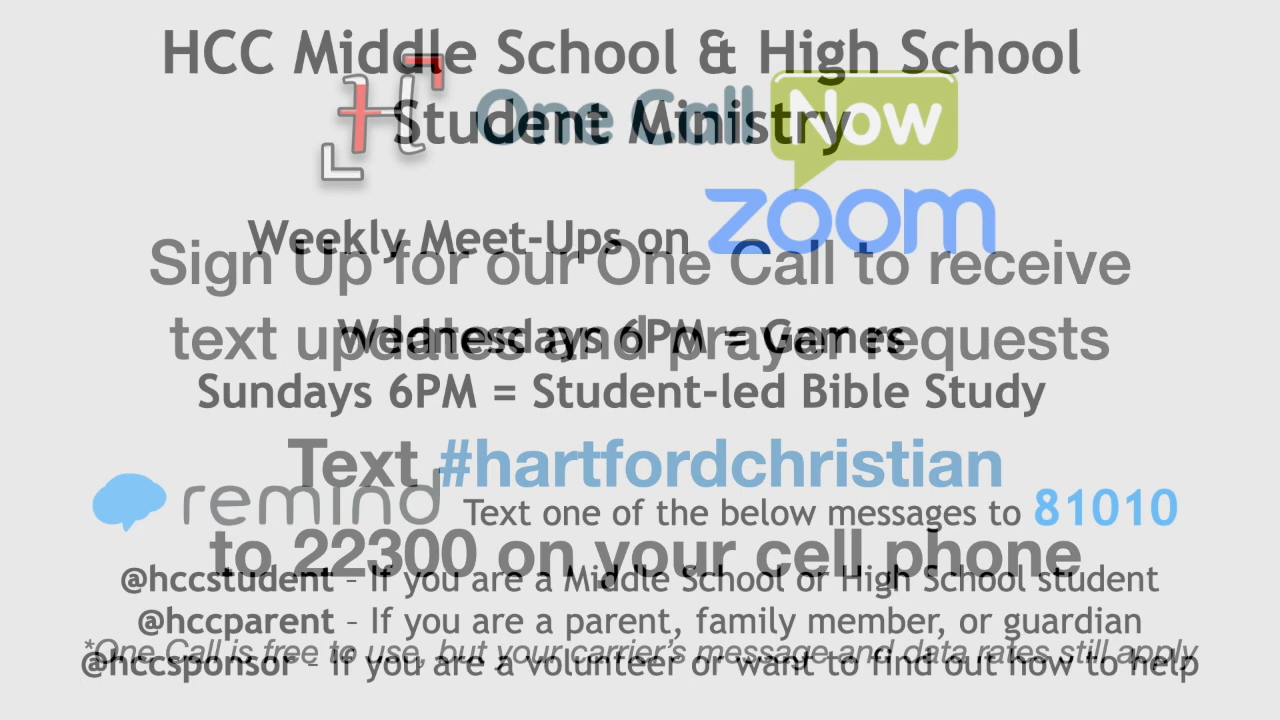 HCC Middle School & High School
Student Ministry
Weekly Meet-Ups on zoom
Wednesdays 6PM = Games
Sundays 6PM = Student-led Bible Study
remind Text one of the below messages to 81010
@hccstudent - If you are a Middle School or High School student
@hccparent - If you are a parent, family member, or guardian
@hccsponsor - If you are a volunteer or want to find out how to help
One Call Now
Sign Up for our One Call to receive
text updates and prayer requests
Text #hartfordchristian
to 22300 on your cell phone
*One Call is free to use, but your carrier's message and data rates still apply